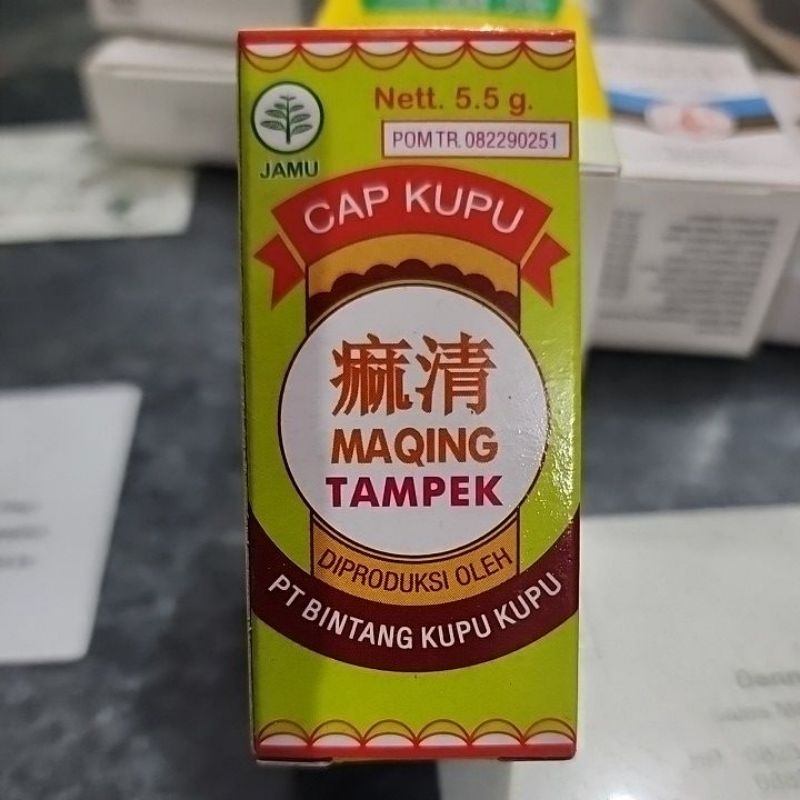 Nett. 5.5 g.
POM TR. 082290251
JAMU
CAP KUPU
痲清
MAQING
TAMPEK
DIPRODUKSI OLEH
PT BINTANG KUPU KUPU